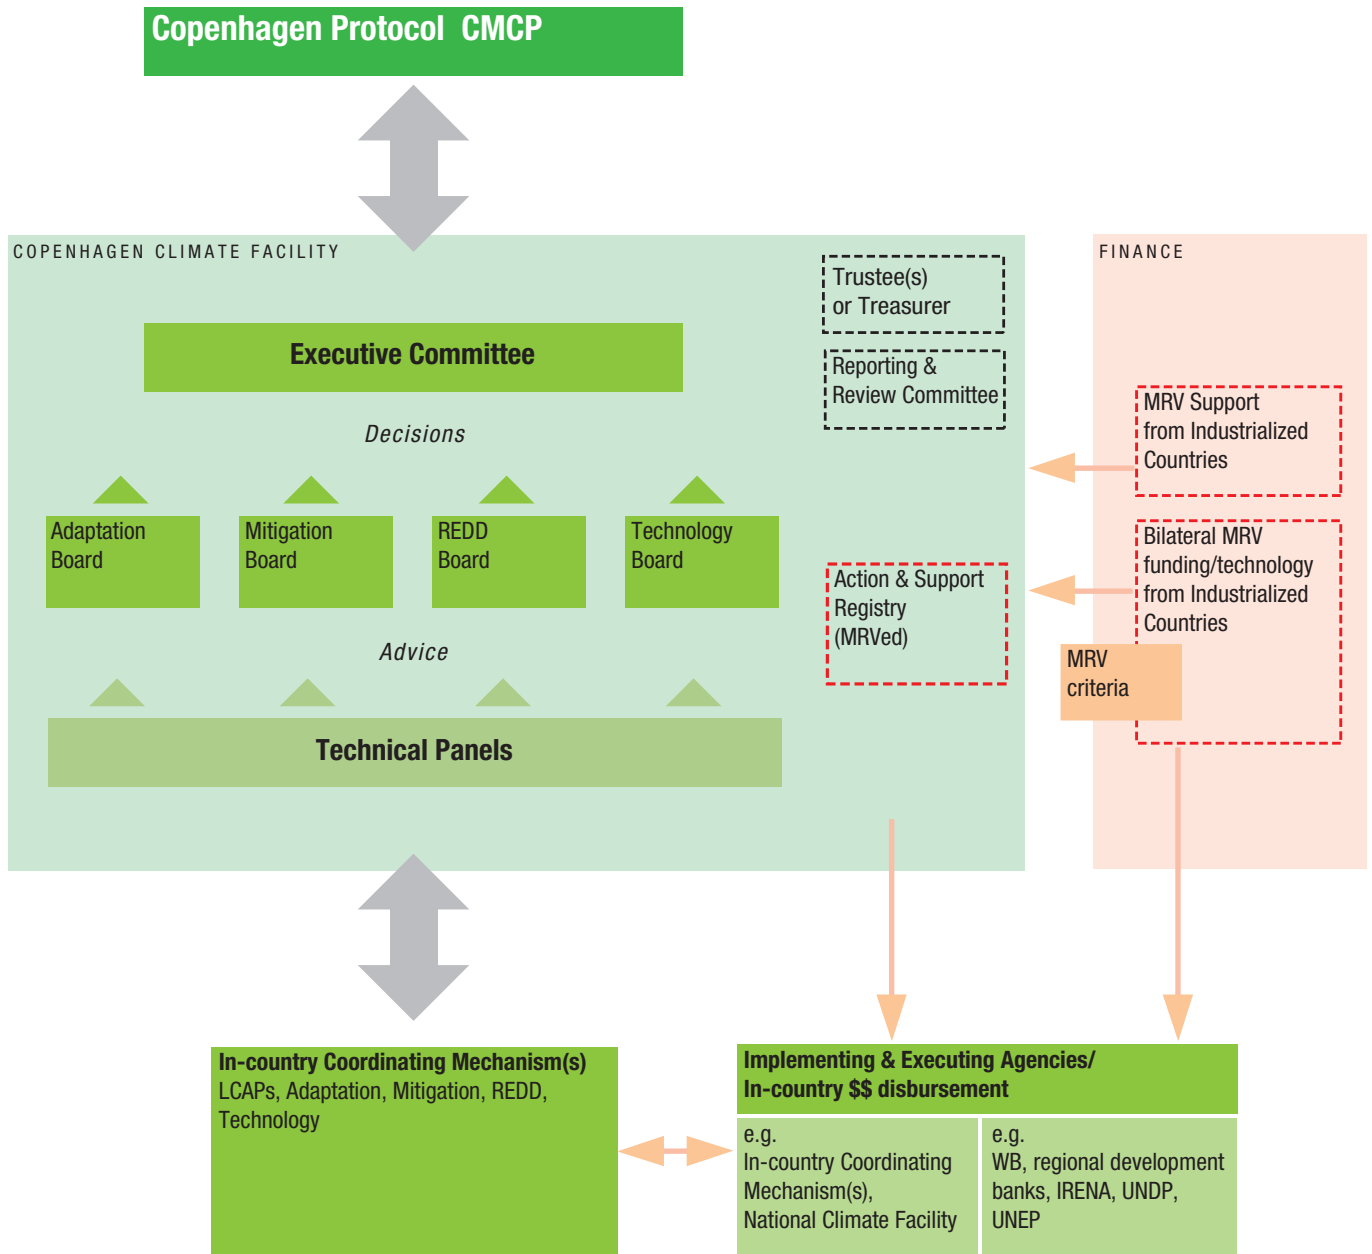 Copenhagen Protocol CMCP
COPENHAGEN CLIMATE FACILITY
Trustee(s)
or Treasurer
Executive Committee
Reporting &
Review Committee
Decisions
Adaptation
Board
Mitigation
Board
REDD
Board
Technology
Board
Action & Support
Registry
(MRVed)
Advice
Technical Panels
FINANCE
MRV Support
from Industrialized
Countries
Bilateral MRV
funding/technology
from Industrialized
Countries
MRV
criteria
In-country Coordinating Mechanism(s)
LCAPs, Adaptation, Mitigation, REDD,
Technology
Implementing & Executing Agencies/
In-country $$ disbursement
e.g.
In-country Coordinating
Mechanism(s),
National Climate Facility
e.g.
WB, regional development
banks, IRENA, UNDP,
UNEP